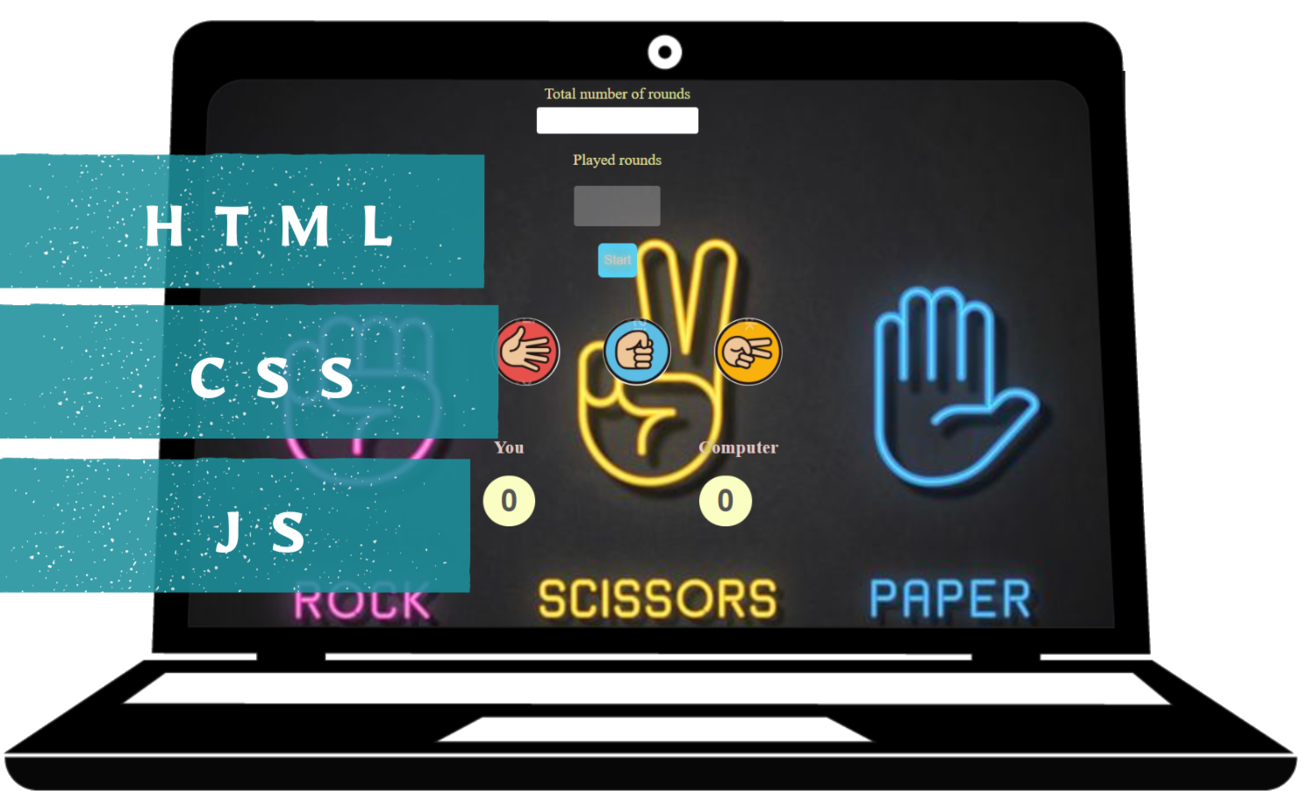 Total number of rounds
Played rounds
Start
HTML
CSS
JS
You
Computer
0
0
ROCK
SCISSORS
PAPER